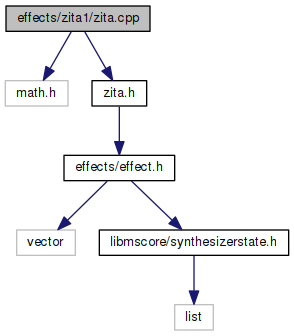 effects/zita1/zita.cpp
math.h
zita.h
effects/effect.h
vector
libmscore/synthesizerstate.h
list